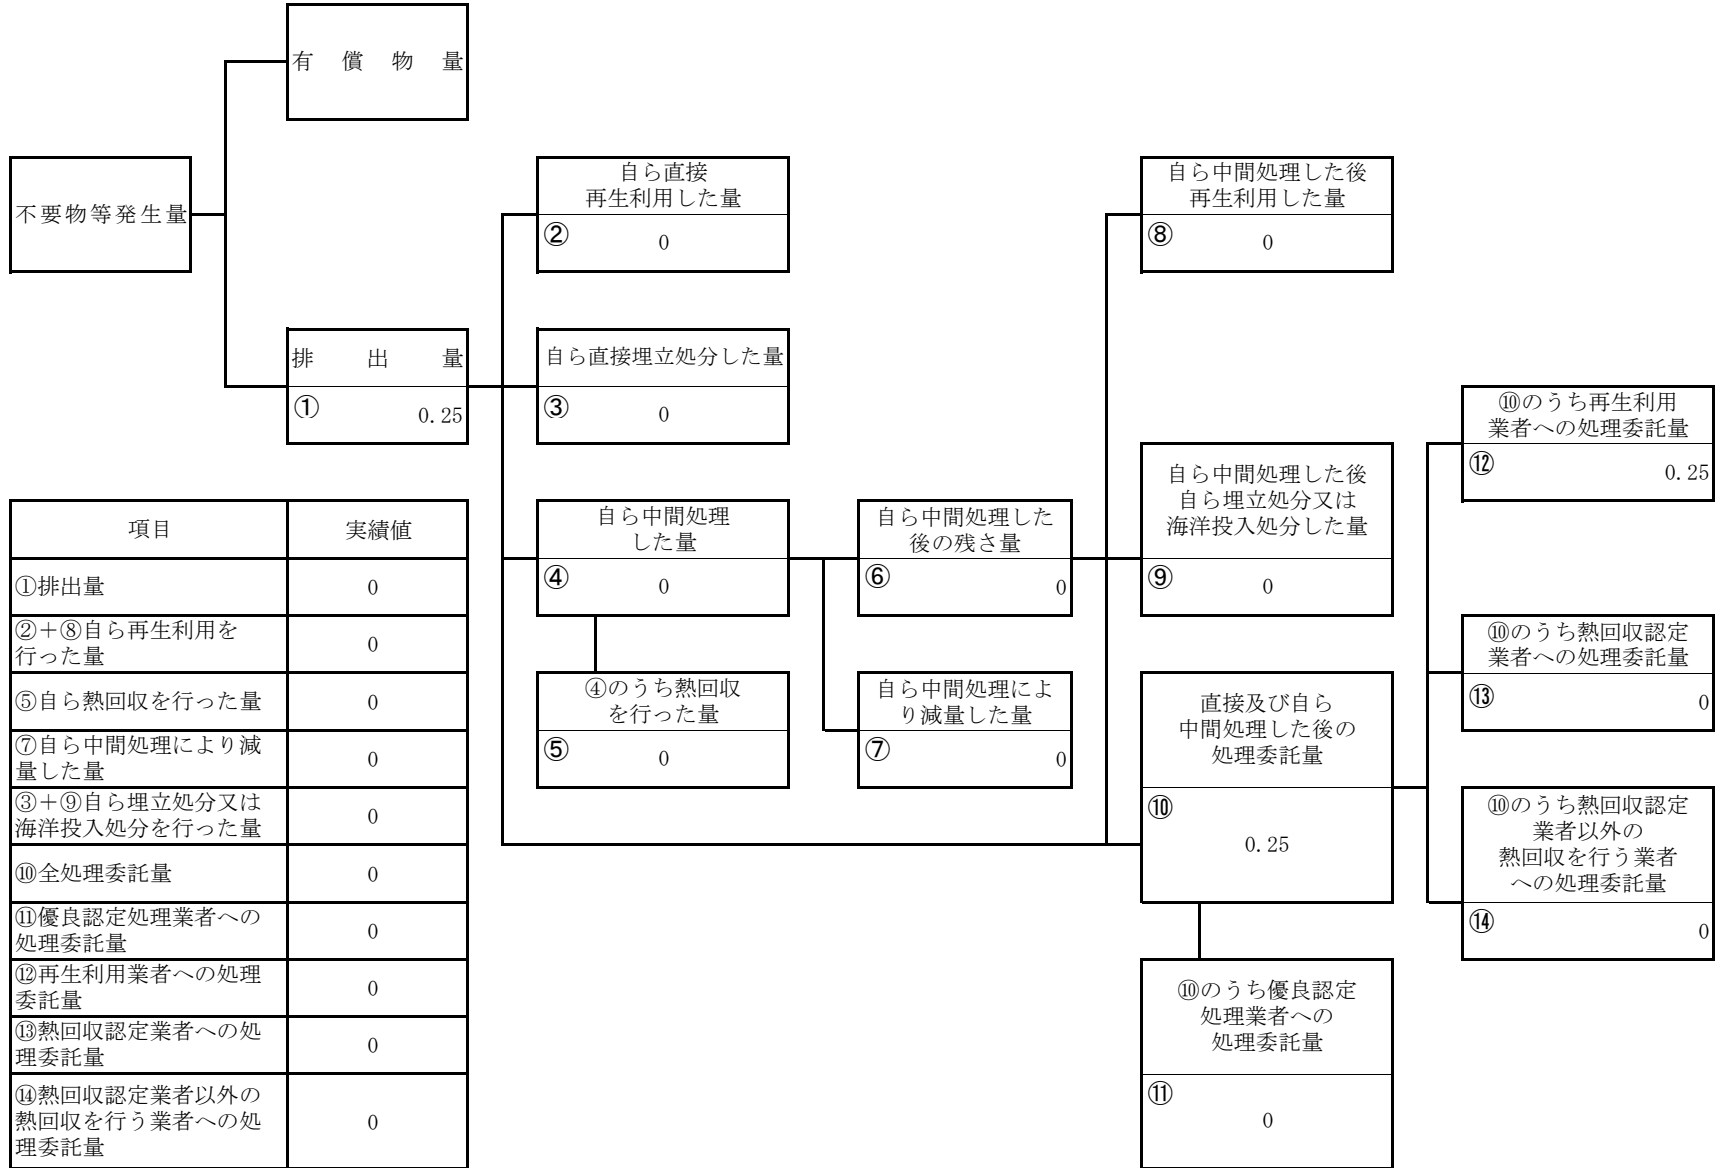 有償物量
不要物等発生量
自ら直接
再生利用した量
② 0
自ら中間処理した後
再生利用した量
⑧ 0
排出量
① 0.25
自ら直接埋立処分した量
③ 0
⑩のうち再生利用
業者への処理委託量
⑫ 0.25
自ら中間処理
した量
④ 0
自ら中間処理した
後の残さ量
⑥ 0
自ら中間処理した後
自ら埋立処分又は
海洋投入処分した量
⑨ 0
⑩のうち熱回収認定
業者への処理委託量
⑬ 0
④のうち熱回収
を行った量
⑤ 0
自ら中間処理によ
り減量した量
⑦ 0
直接及び自ら
中間処理した後の
処理委託量
⑩
0.25
⑩のうち熱回収認定
業者以外の
熱回収を行う業者
への処理委託量
⑭ 0
⑩のうち優良認定
処理業者への
処理委託量
⑪
0
項目 実績値
①排出量 0
②+⑧自ら再生利用を
行った量 0
⑤自ら熱回収を行った量 0
⑦自ら中間処理により減
量した量 0
③+⑨自ら埋立処分又は
海洋投入処分を行った量 0
⑩全処理委託量 0
⑪優良認定処理業者への
処理委託量 0
⑫再生利用業者への処理
委託量 0
⑬熱回収認定業者への処
理委託量 0
⑭熱回収認定業者以外の
熱回収を行う業者への処
理委託量 0